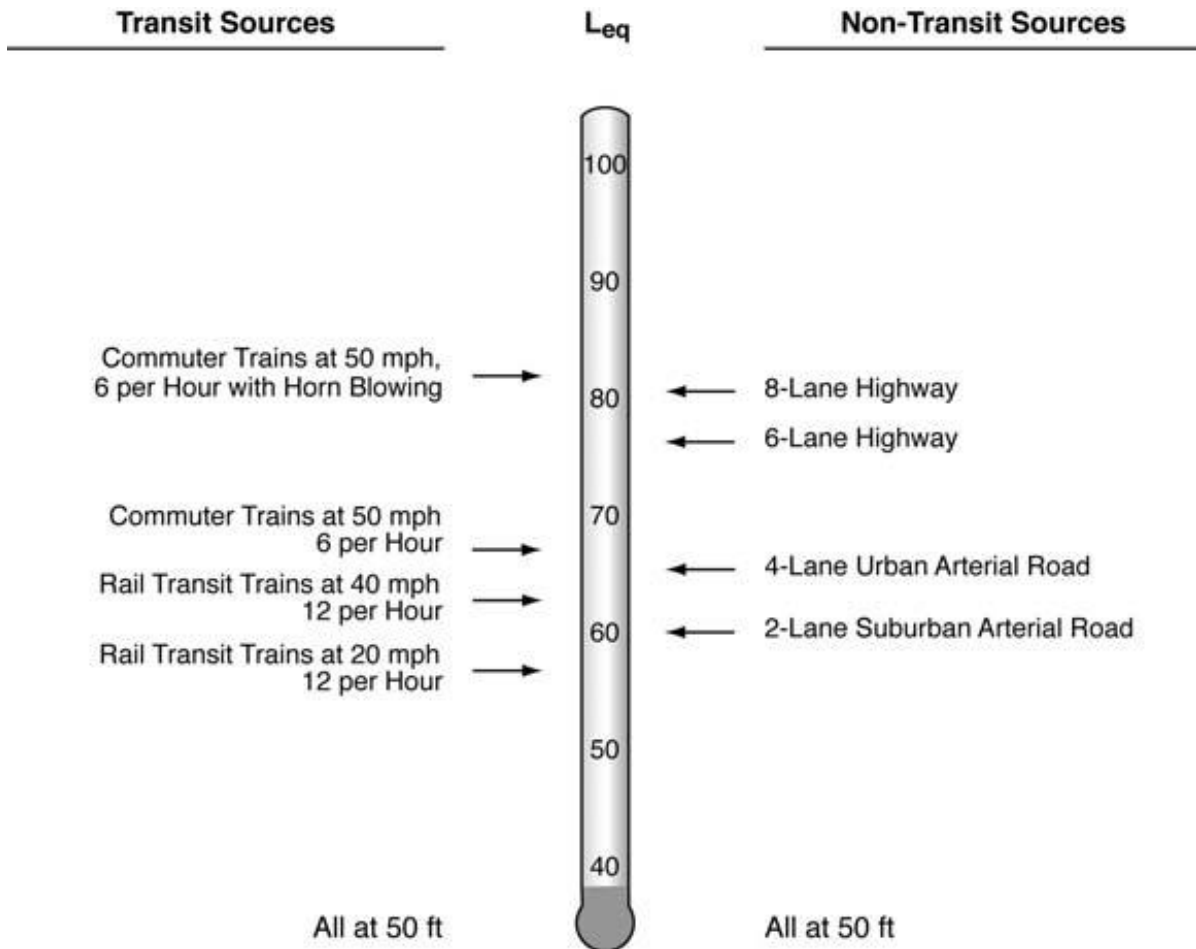 Transit Sources
Leq
Non-Transit Sources
100
90
Commuter Trains at 50 mph,
6 per Hour with Horn Blowing
80
8-Lane Highway
6-Lane Highway
70
Commuter Trains at 50 mph
6 per Hour
4-Lane Urban Arterial Road
Rail Transit Trains at 40 mph
12 per Hour
60
2-Lane Suburban Arterial Road
Rail Transit Trains at 20 mph
12 per Hour
50
40
All at 50 ft
All at 50 ft